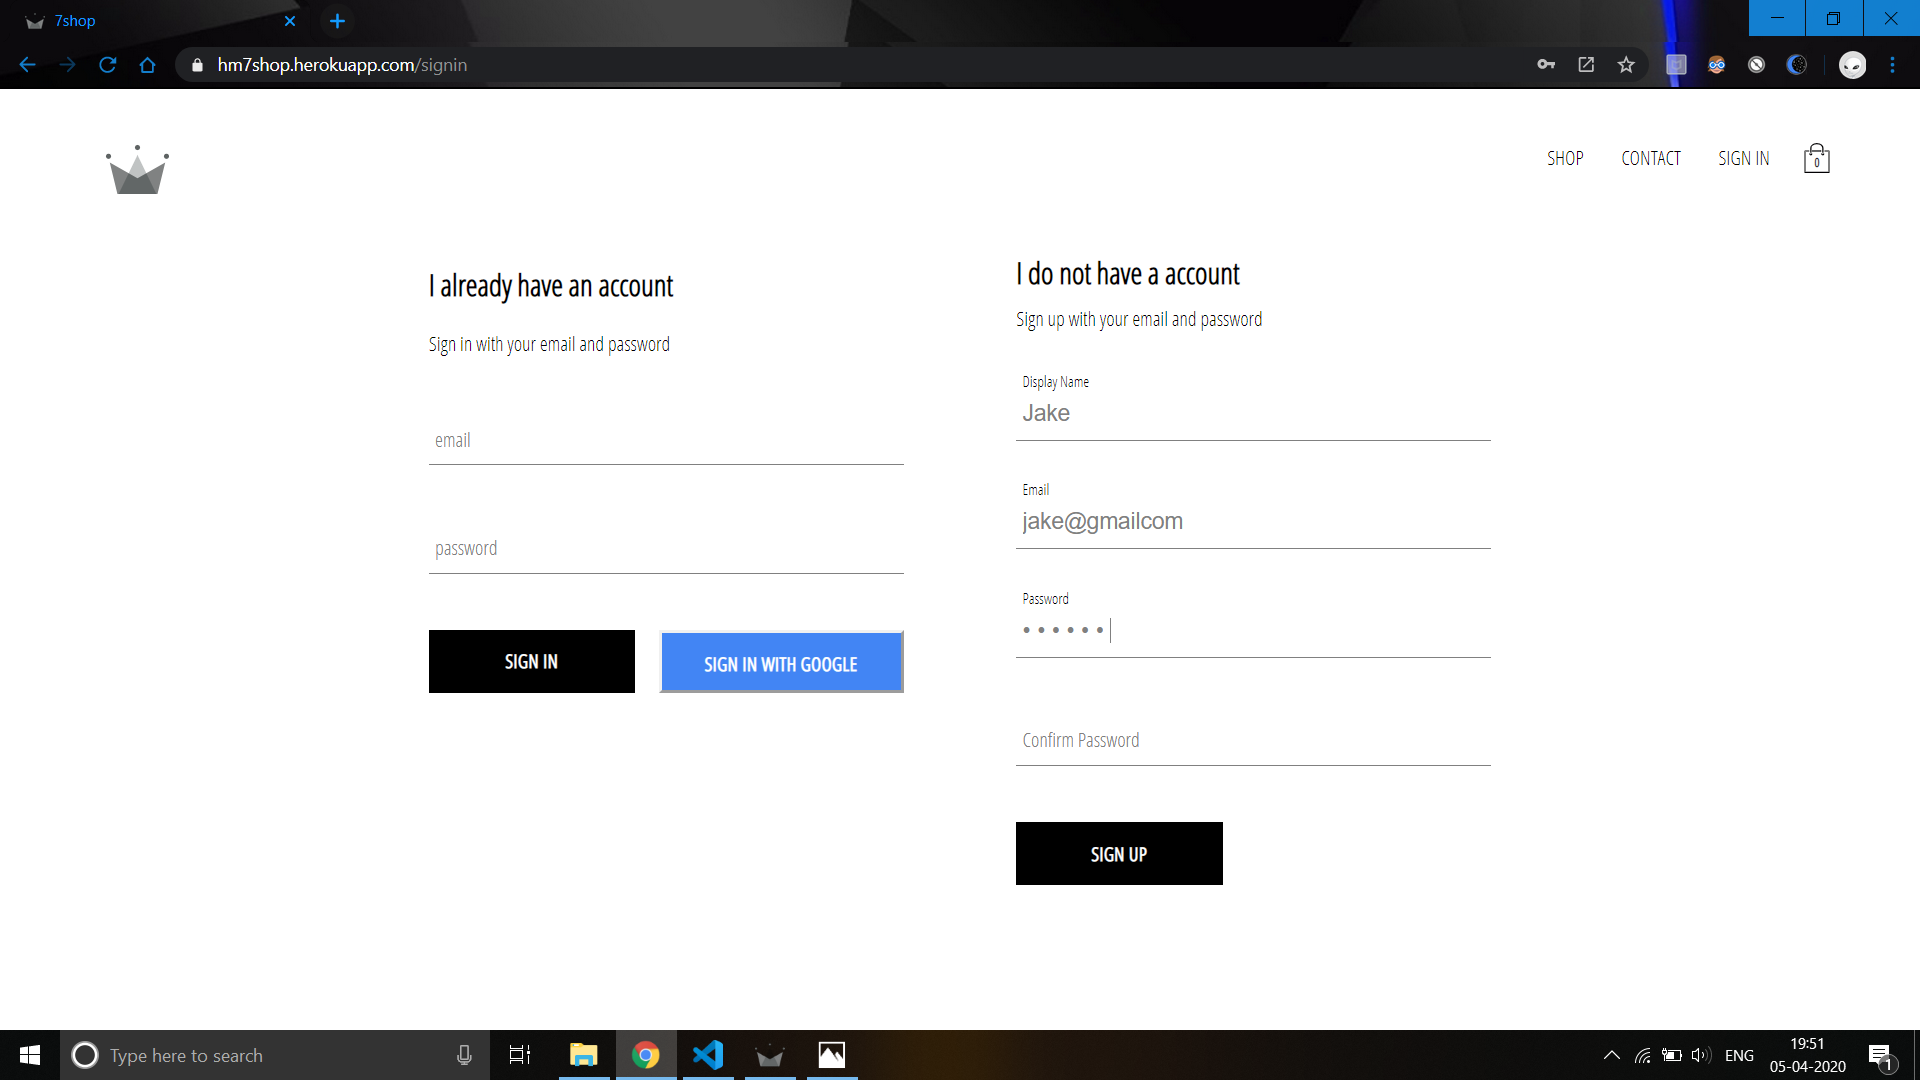 7shop
hm7shop.herokuapp.com/signin
SHOP
CONTACT
SIGN IN
0
I already have an account
Sign in with your email and password
email
password
SIGN IN
SIGN IN WITH GOOGLE
I do not have a account
Sign up with your email and password
Display Name
Jake
Email
jake@gmailcom
Password
••••••
Confirm Password
SIGN UP
Type here to search
ENG
19:51
05-04-2020
1